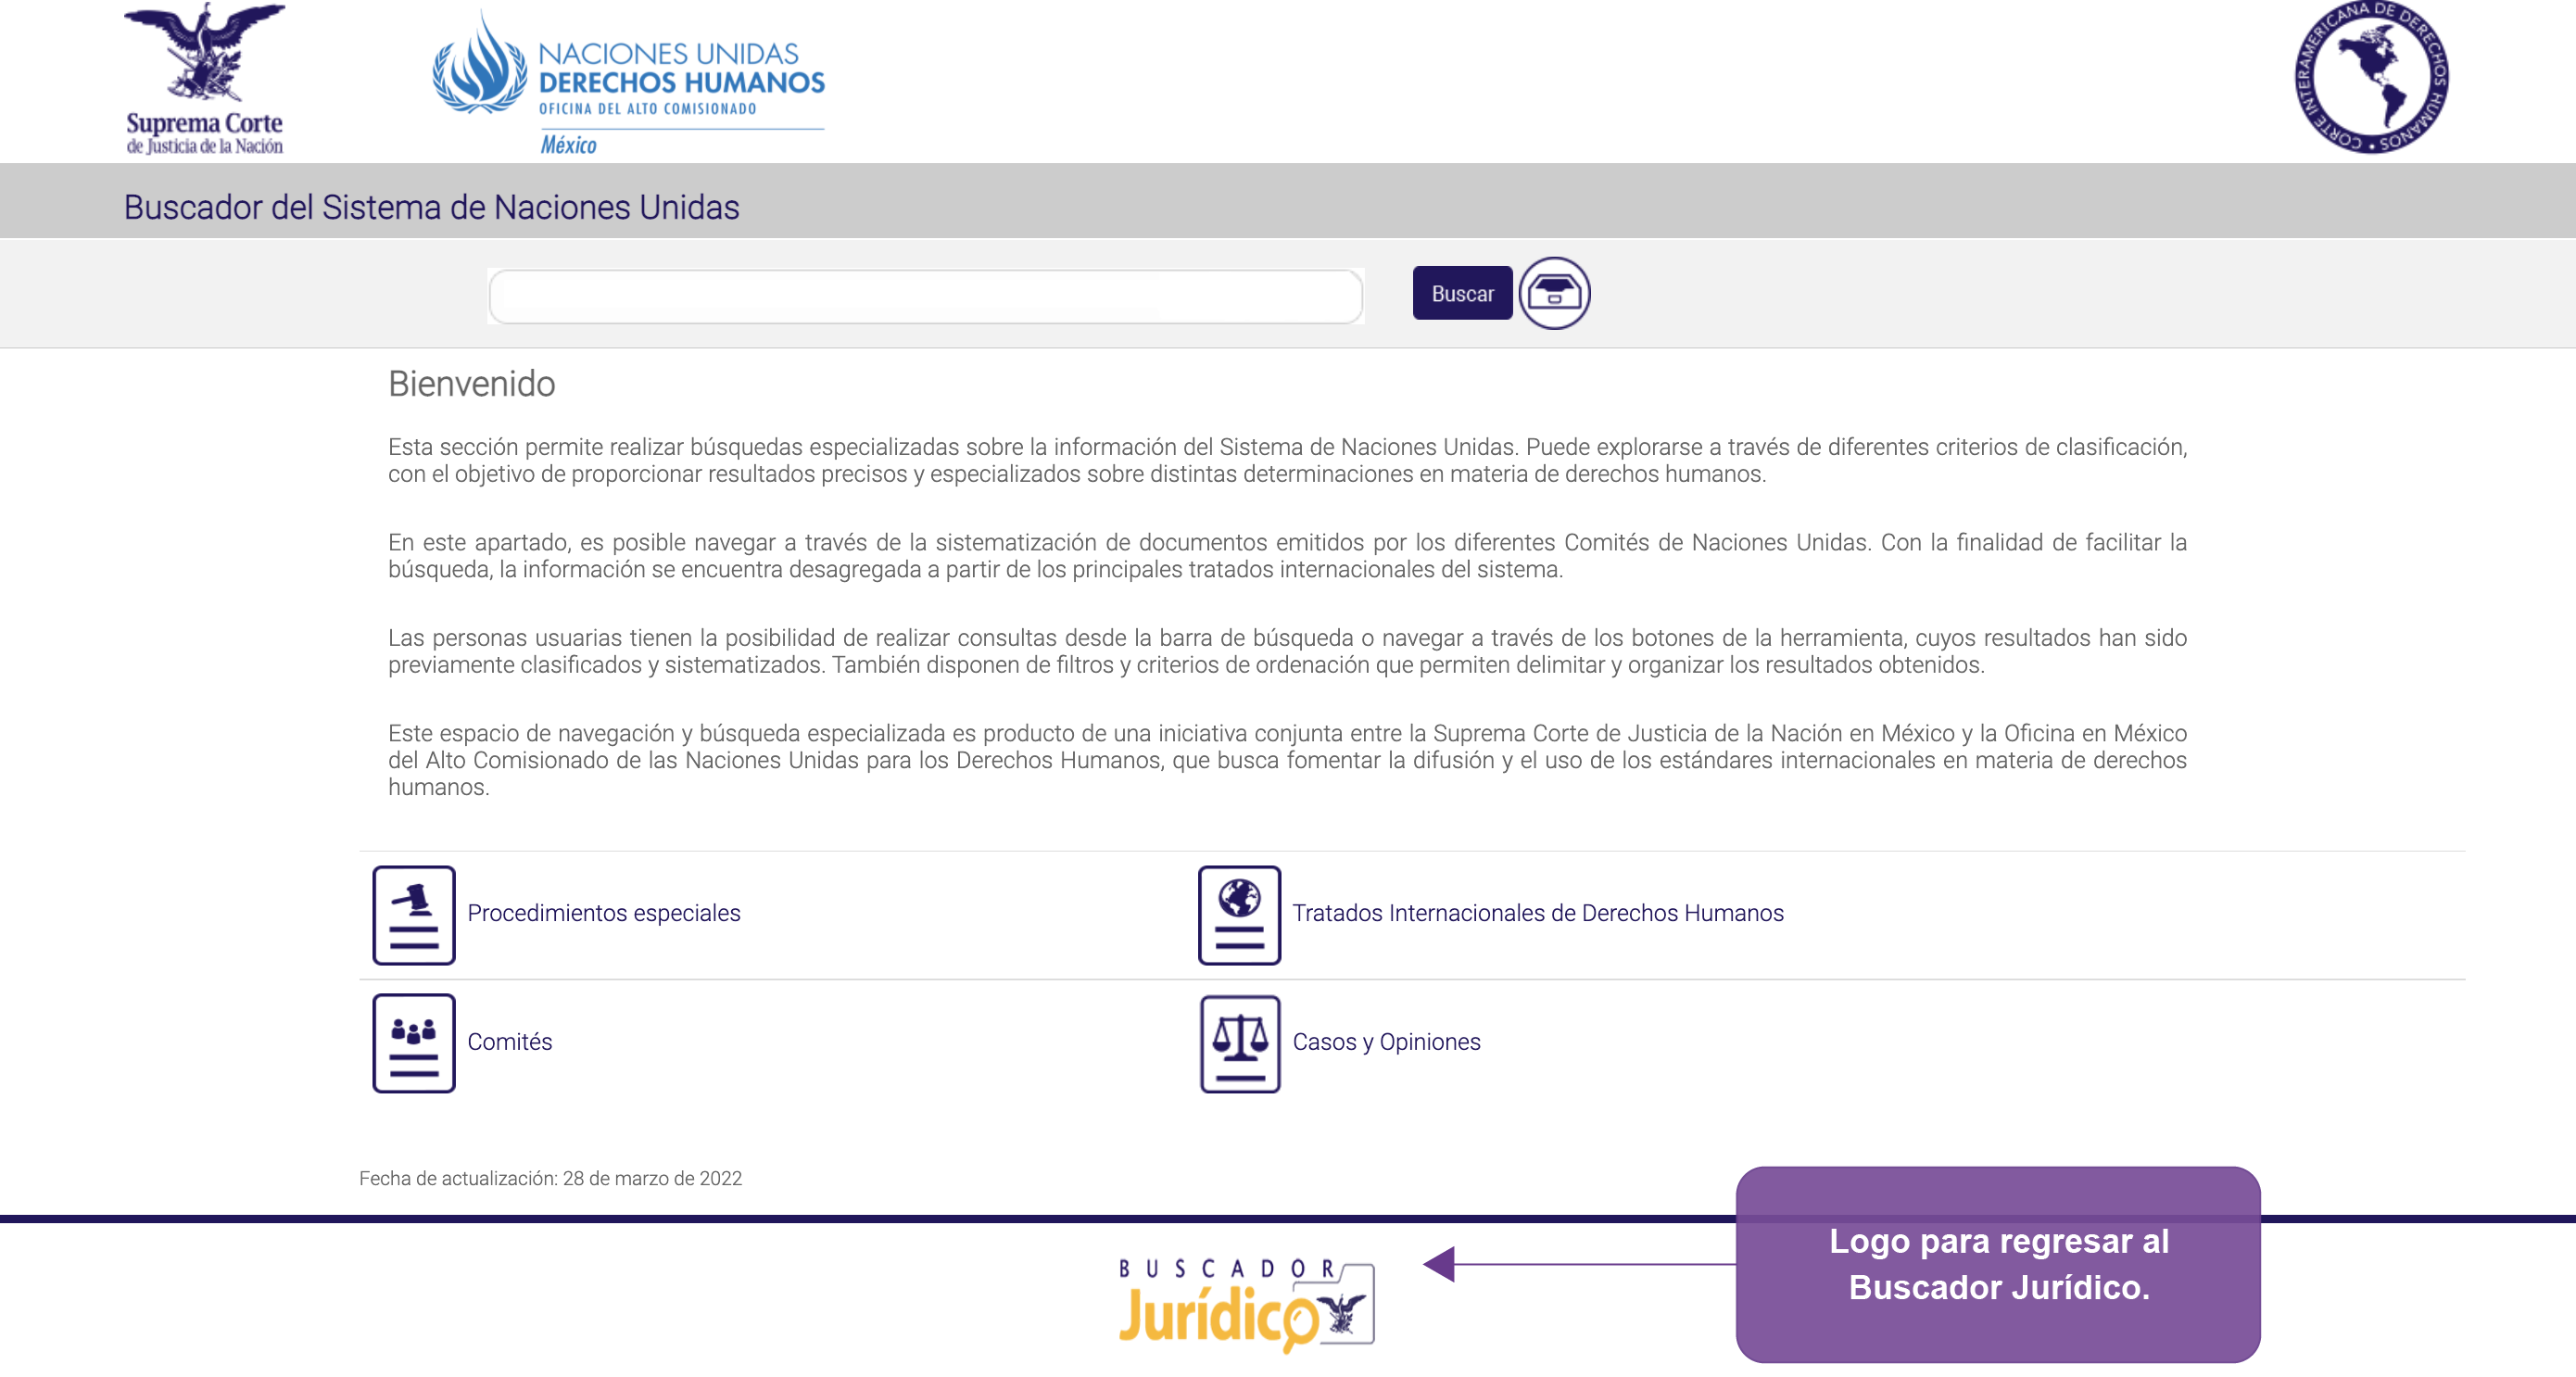 Suprema Corte
de Justicia de la Nación
NACIONES UNIDAS
DERECHOS HUMANOS
OFICINA DEL ALTO COMISIONADO
México
CORTE INTERAMERICANA DE DERECHOS HUMANOS •
Buscador del Sistema de Naciones Unidas
Buscar
Bienvenido
Esta sección permite realizar búsquedas especializadas sobre la información del Sistema de Naciones Unidas. Puede explorarse a través de diferentes criterios de clasificación,
con el objetivo de proporcionar resultados precisos y especializados sobre distintas determinaciones en materia de derechos humanos.
En este apartado, es posible navegar a través de la sistematización de documentos emitidos por los diferentes Comités de Naciones Unidas. Con la finalidad de facilitar la
búsqueda, la información se encuentra desagregada a partir de los principales tratados internacionales del sistema.
Las personas usuarias tienen la posibilidad de realizar consultas desde la barra de búsqueda o navegar a través de los botones de la herramienta, cuyos resultados han sido
previamente clasificados y sistematizados. También disponen de filtros y criterios de ordenación que permiten delimitar y organizar los resultados obtenidos.
Este espacio de navegación y búsqueda especializada es producto de una iniciativa conjunta entre la Suprema Corte de Justicia de la Nación en México y la Oficina en México
del Alto Comisionado de las Naciones Unidas para los Derechos Humanos, que busca fomentar la difusión y el uso de los estándares internacionales en materia de derechos
humanos.
Procedimientos especiales
Tratados Internacionales de Derechos Humanos
Comités
Casos y Opiniones
Fecha de actualización: 28 de marzo de 2022
BUSCADOR
Jurídico
Logo para regresar al
Buscador Jurídico.